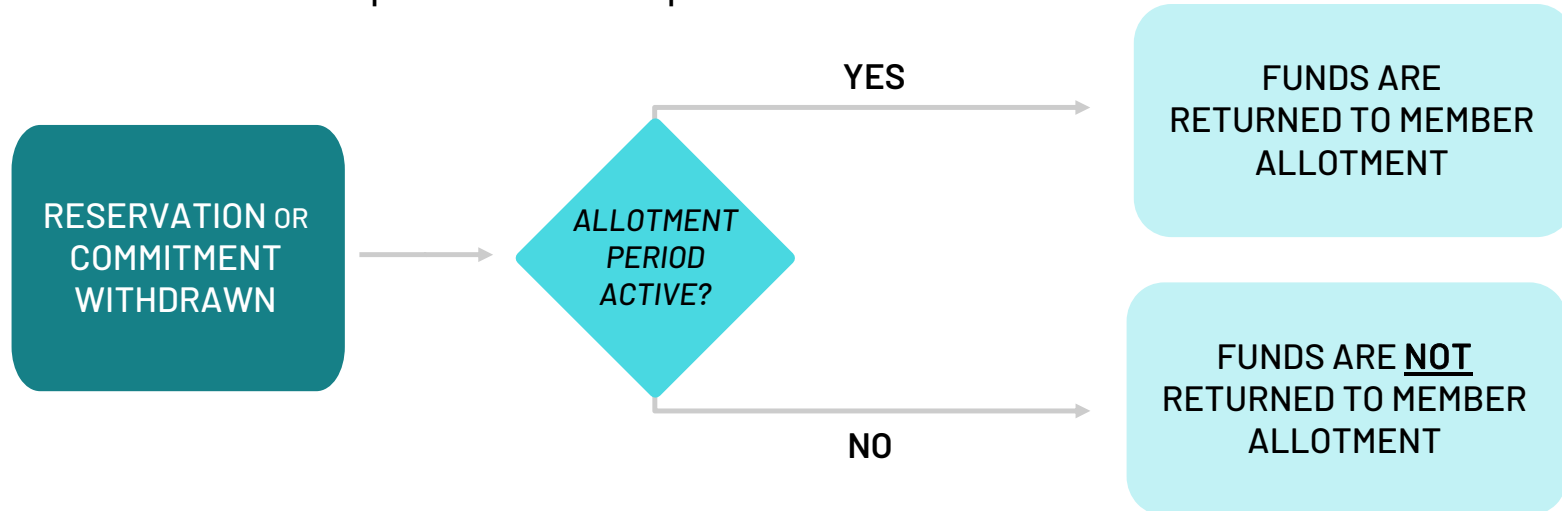 YES
FUNDS ARE
RETURNED TO MEMBER
ALLOTMENT
RESERVATION OR
COMMITMENT
WITHDRAWN
ALLOTMENT
PERIOD
ACTIVE?
FUNDS ARE NOT
RETURNED TO MEMBER
ALLOTMENT
NO